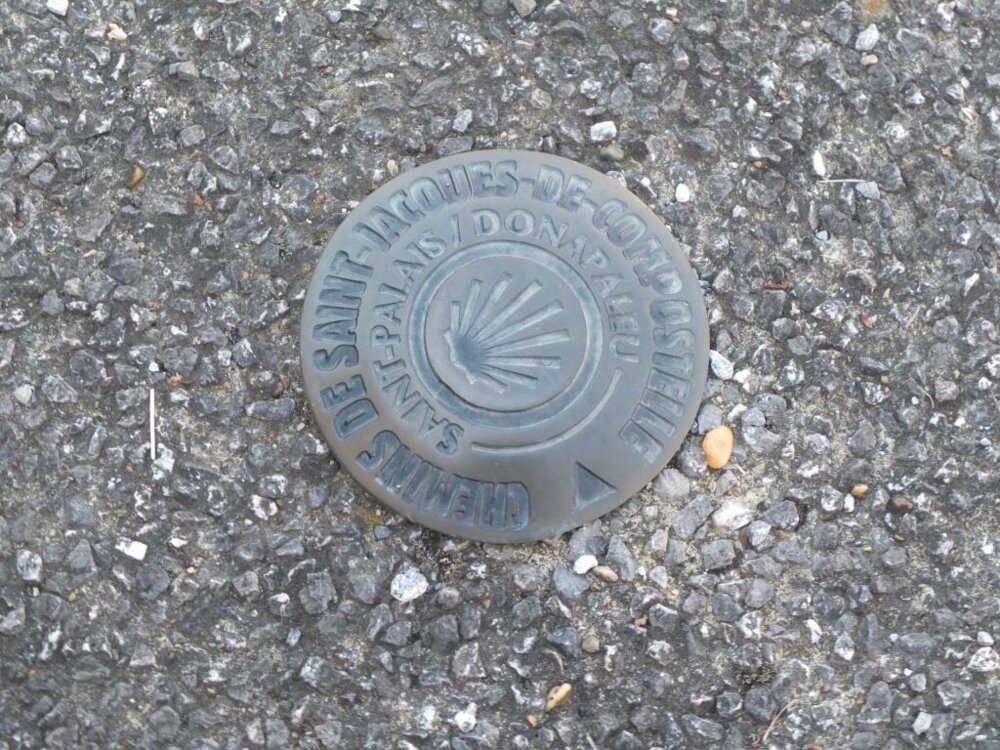 CHEMINS DE SAINT-JACQUES-DE-COMPOSTELLE
SAINT-PALAIS / DONAPALEU